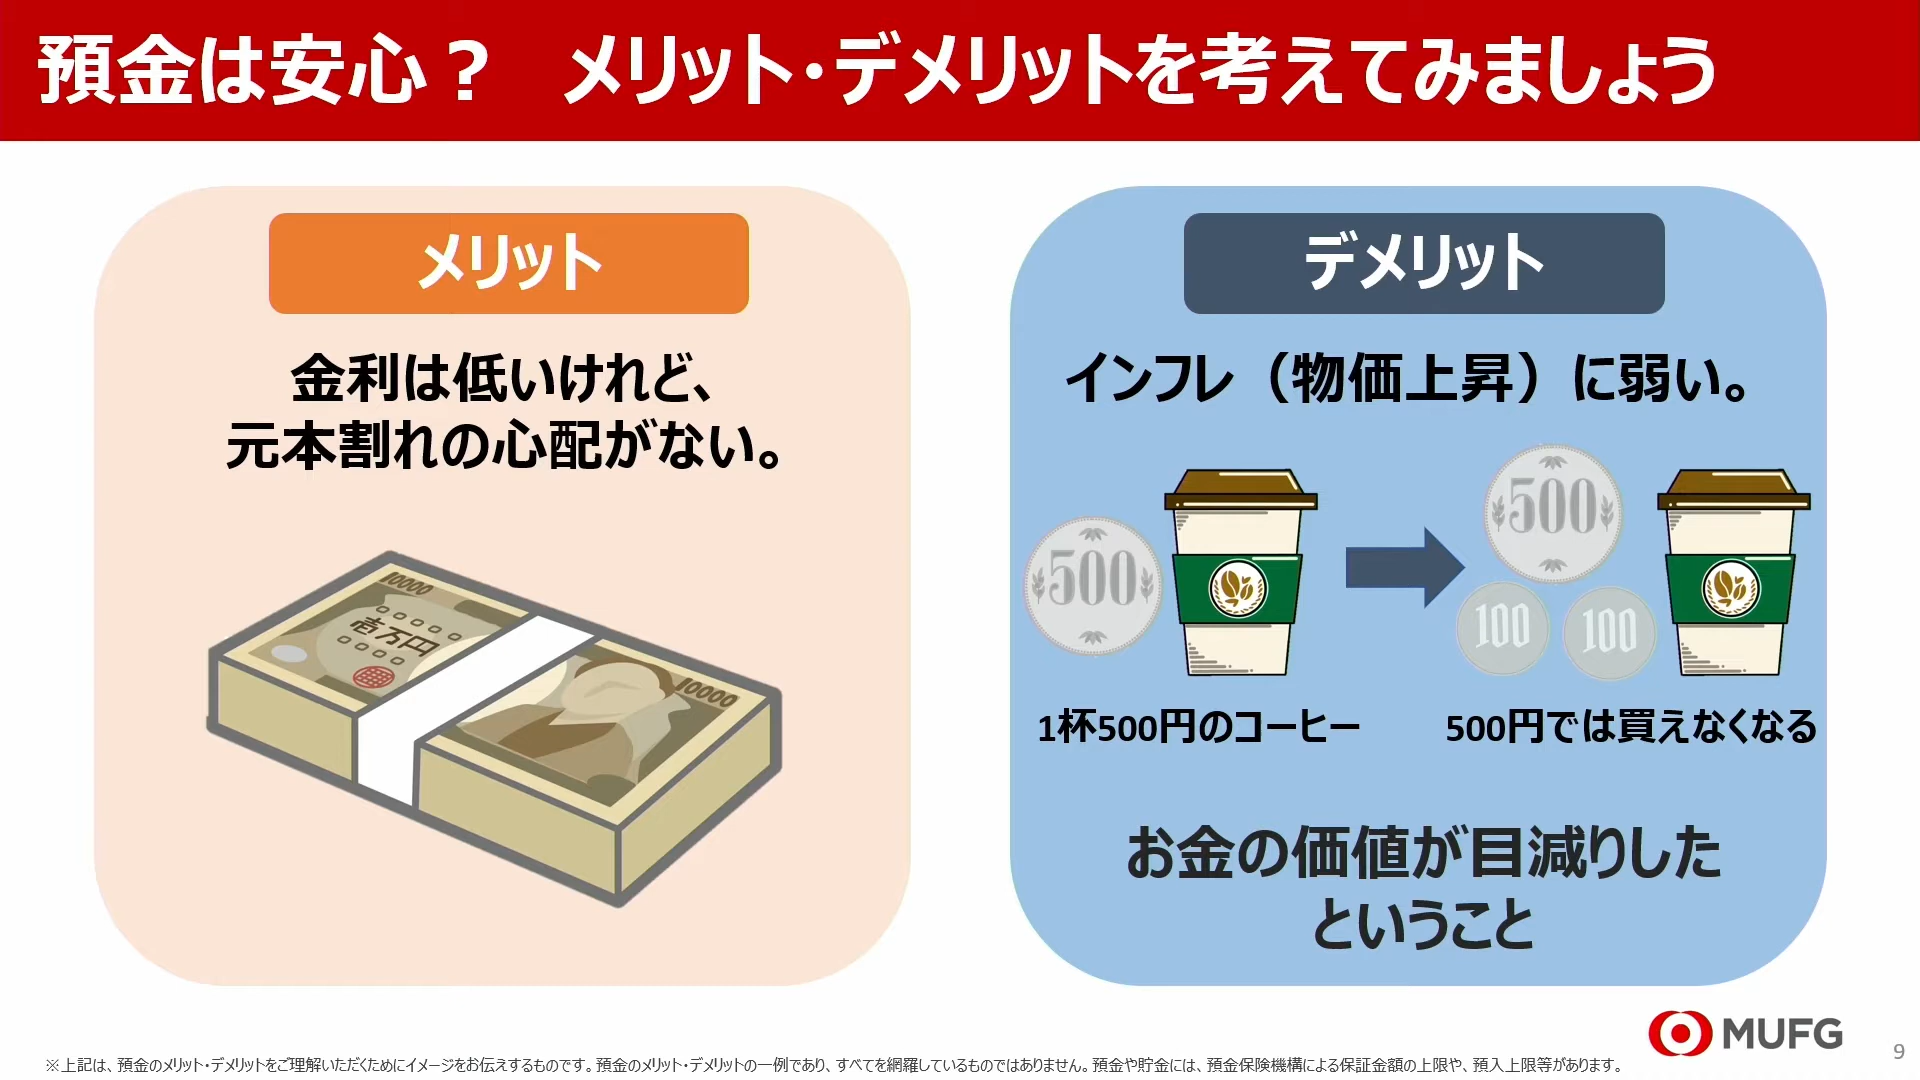 預金は安心？　メリット・デメリットを考えてみましょう
メリット
金利は低いけれど、
元本割れの心配がない。
10000
壱万円
10000
デメリット
インフレ（物価上昇）に弱い。
500
500
100
100
1杯500円のコーヒー
500円では買えなくなる
お金の価値が目減りした
ということ
MUFG
※上記は、預金のメリット・デメリットをご理解いただくためにイメージをお伝えするものです。預金のメリット・デメリットの一例であり、すべてを網羅しているものではありません。預金や貯金には、預金保険機構による保証金額の上限や、預入上限等があります。
9